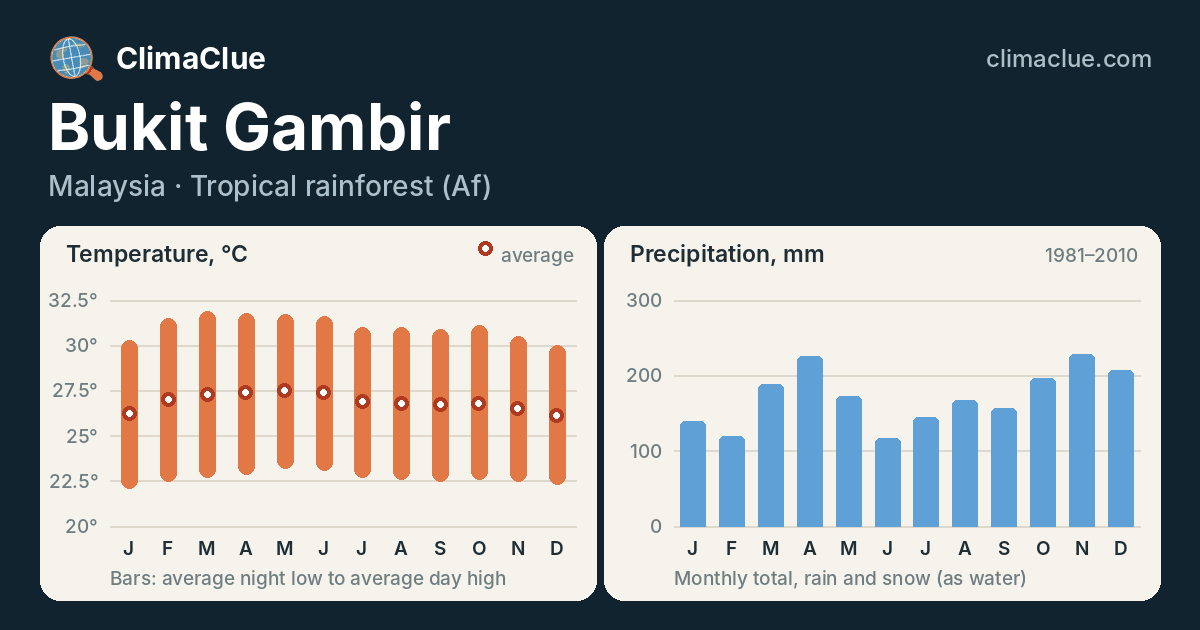 ClimaClue
climaclue.com
Bukit Gambir
Malaysia · Tropical rainforest (Af)
Temperature, °C
average
32.5°
30°
27.5°
25°
22.5°
20°
J F M A M J J A S O N D
Bars: average night low to average day high
Precipitation, mm
1981–2010
300
200
100
0
J F M A M J J A S O N D
Monthly total, rain and snow (as water)